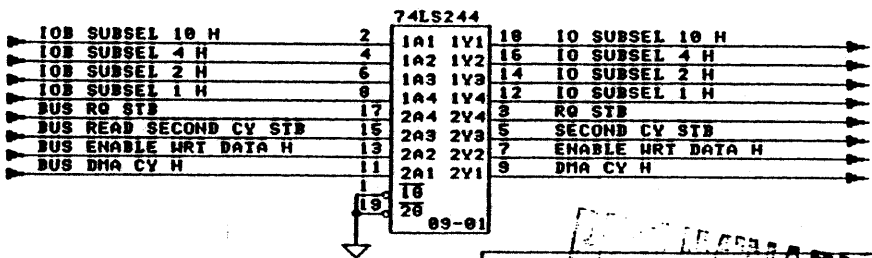 74LS244
IOB SUBSEL 10 H 2 1A1 1Y1 18 IO SUBSEL 10 H
IOB SUBSEL 4 H 4 1A2 1Y2 16 IO SUBSEL 4 H
IOB SUBSEL 2 H 6 1A3 1Y3 14 IO SUBSEL 2 H
IOB SUBSEL 1 H 8 1A4 1Y4 12 IO SUBSEL 1 H
BUS RQ STB 17 2A4 2Y4 3 RQ STB
BUS READ SECOND CY STB 15 2A3 2Y3 5 SECOND CY STB
BUS ENABLE WRT DATA H 13 2A2 2Y2 7 ENABLE WRT DATA H
BUS DMA CY H 11 2A1 2Y1 9 DMA CY H
1 1G
19 2G
09-01